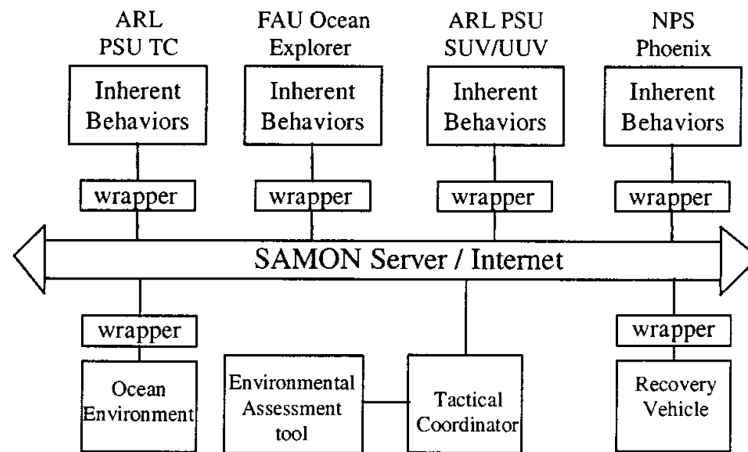 ARL
PSU TC
FAU Ocean
Explorer
ARL PSU
SUV/UUV
NPS
Phoenix
Inherent
Behaviors
Inherent
Behaviors
Inherent
Behaviors
Inherent
Behaviors
wrapper
wrapper
wrapper
wrapper
SAMON Server / Internet
wrapper
wrapper
Ocean
Environment
Environmental
Assessment
tool
Tactical
Coordinator
Recovery
Vehicle